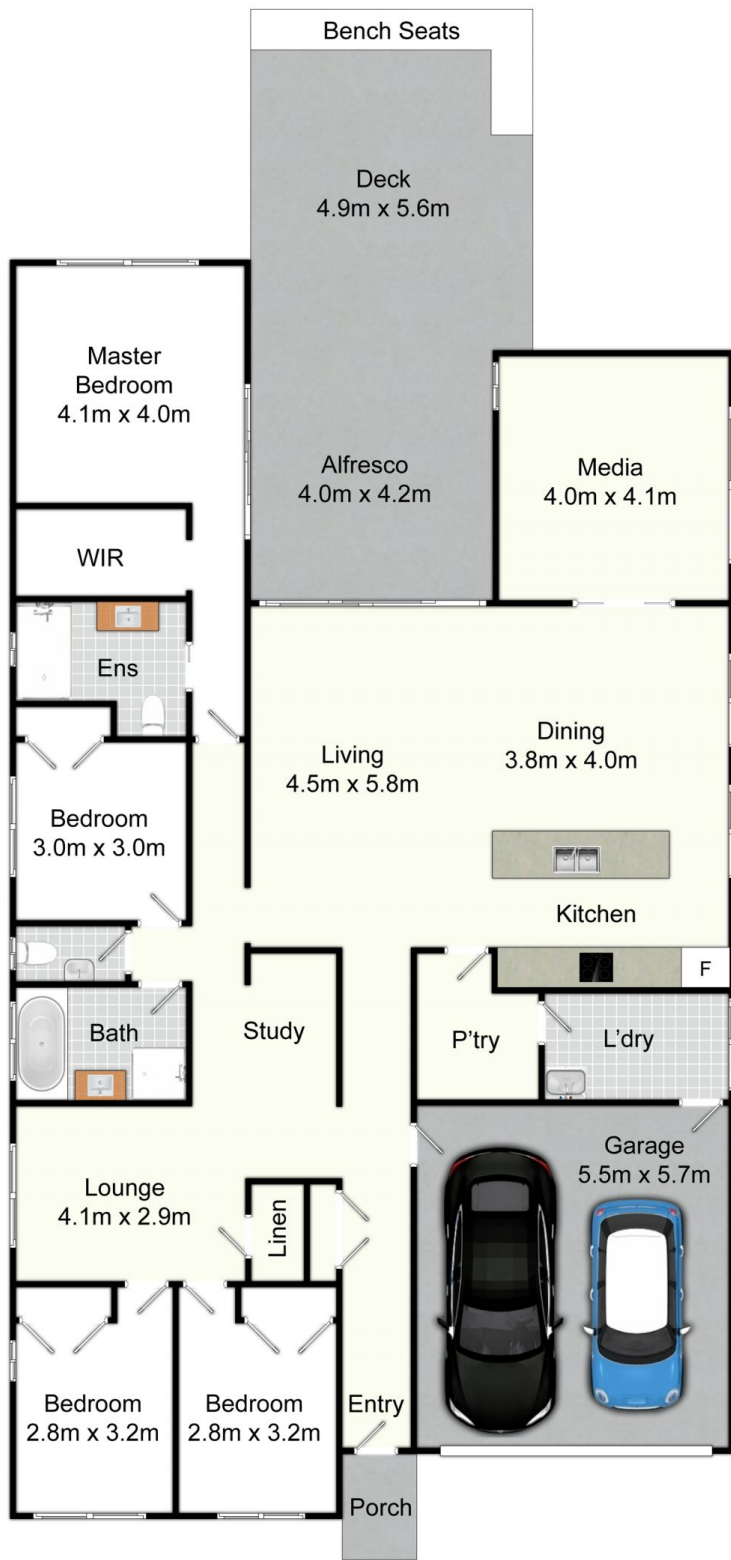 Bench Seats
Deck
4.9m x 5.6m
Master
Bedroom
4.1m x 4.0m
Alfresco
4.0m x 4.2m
Media
4.0m x 4.1m
WIR
Ens
Living
4.5m x 5.8m
Dining
3.8m x 4.0m
Bedroom
3.0m x 3.0m
Kitchen
F
Bath
Study
P'try
L'dry
Lounge
4.1m x 2.9m
Linen
Garage
5.5m x 5.7m
Bedroom
2.8m x 3.2m
Bedroom
2.8m x 3.2m
Entry
Porch